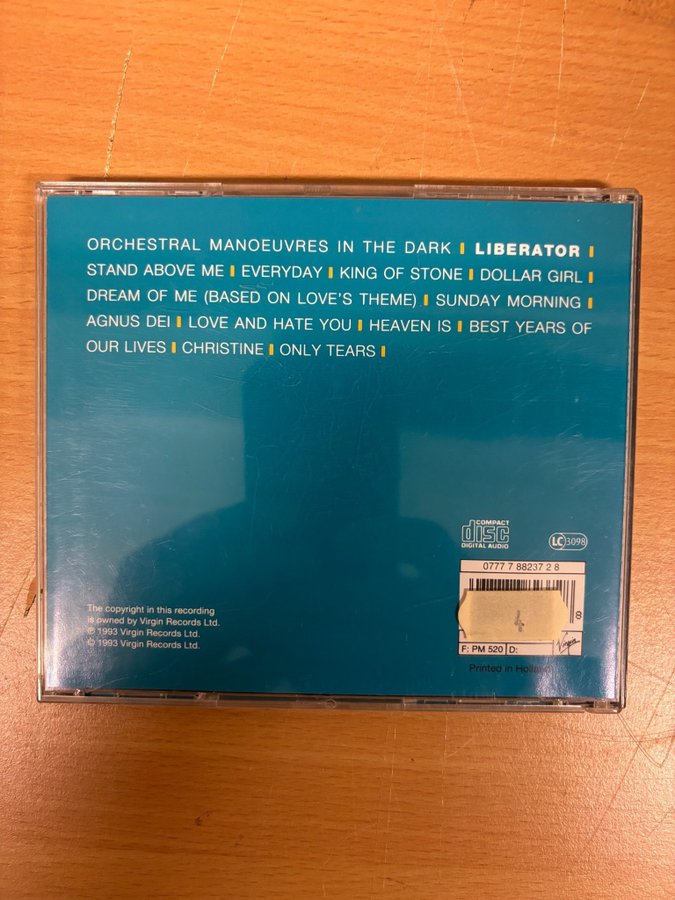 ORCHESTRAL MANOEUVRES IN THE DARK | LIBERATOR |
STAND ABOVE ME | EVERYDAY | KING OF STONE | DOLLAR GIRL |
DREAM OF ME (BASED ON LOVE'S THEME) | SUNDAY MORNING |
AGNUS DEI | LOVE AND HATE YOU | HEAVEN IS | BEST YEARS OF
OUR LIVES | CHRISTINE | ONLY TEARS |
COMPACT
disc
DIGITAL AUDIO
LC 3098
0777 7 88237 2 8
4
F: PM 520 D:
Virgin
Printed in Holland
The copyright in this recording
is owned by Virgin Records Ltd.
℗ 1993 Virgin Records Ltd.
© 1993 Virgin Records Ltd.